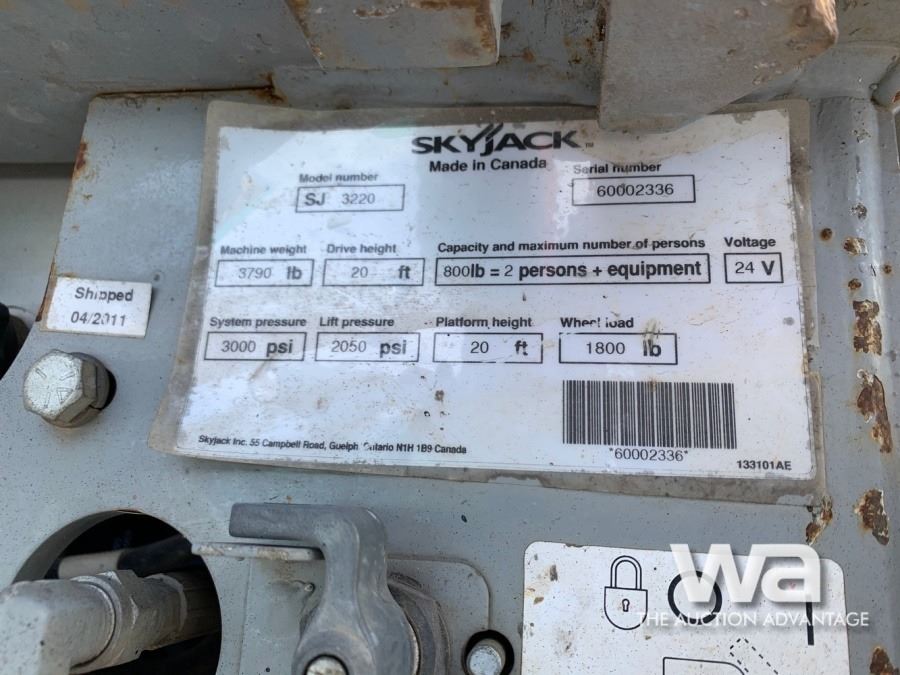 SKYJACK
Made in Canada
Model number
SJ 3220
Serial number
60002336
Machine weight
3790 lb
Drive height
20 ft
Capacity and maximum number of persons
800lb = 2 persons + equipment
Voltage
24 V
Shipped
04/2011
System pressure
3000 psi
Lift pressure
2050 psi
Platform height
20 ft
Wheel load
1800 lb
*60002336*
Skyjack Inc. 55 Campbell Road, Guelph, Ontario N1H 1B9 Canada
133101AE
wa
THE AUCTION ADVANTAGE